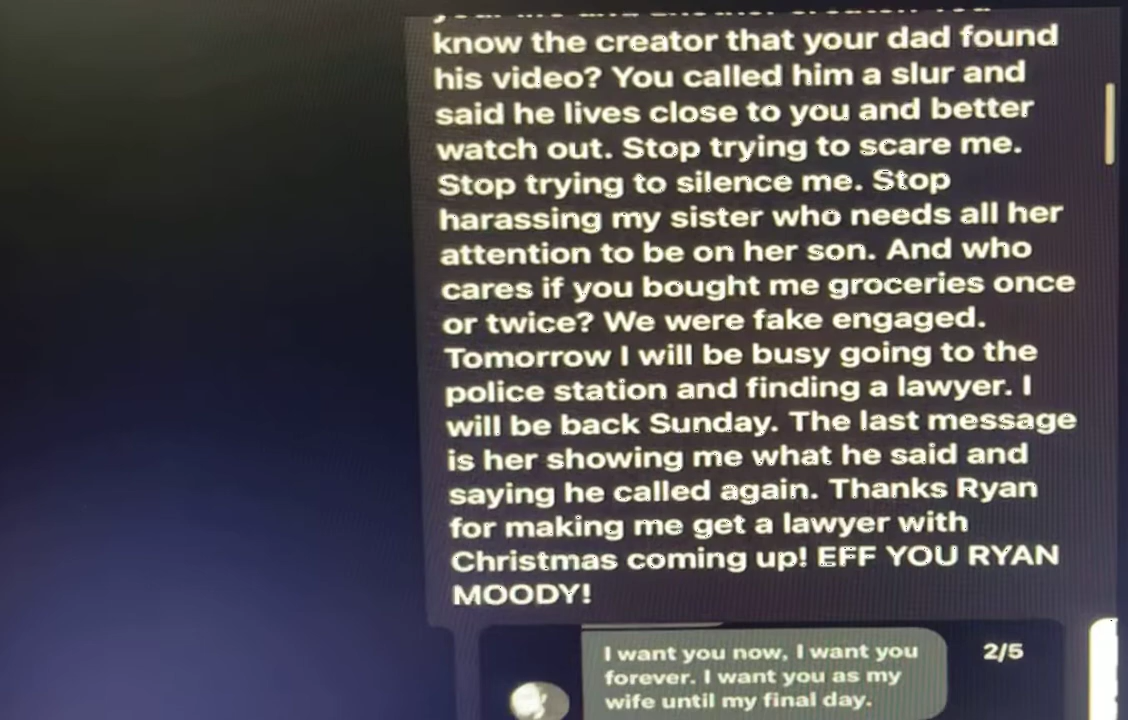 know the creator that your dad found
his video? You called him a slur and
said he lives close to you and better
watch out. Stop trying to scare me.
Stop trying to silence me. Stop
harassing my sister who needs all her
attention to be on her son. And who
cares if you bought me groceries once
or twice? We were fake engaged.
Tomorrow I will be busy going to the
police station and finding a lawyer. I
will be back Sunday. The last message
is her showing me what he said and
saying he called again. Thanks Ryan
for making me get a lawyer with
Christmas coming up! EFF YOU RYAN
MOODY!
I want you now, I want you
forever. I want you as my
wife until my final day.
2/5